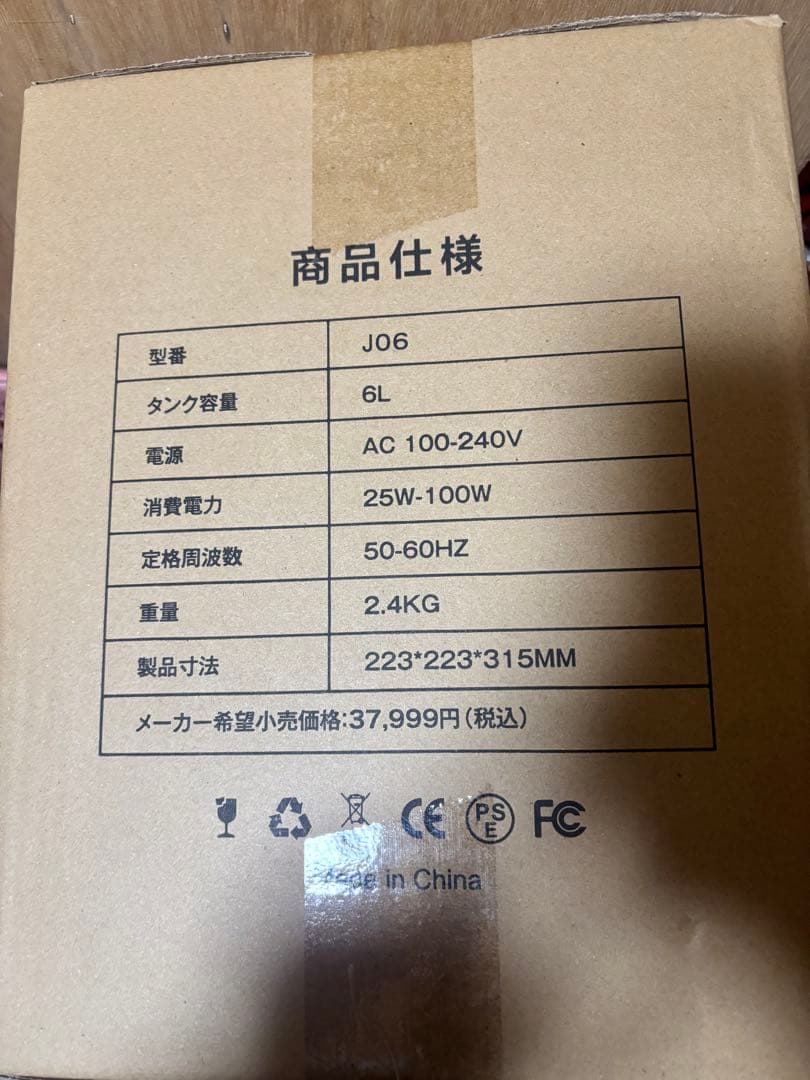 商品仕様
型番 J06
タンク容量 6L
電源 AC 100-240V
消費電力 25W-100W
定格周波数 50-60HZ
重量 2.4KG
製品寸法 223*223*315MM
メーカー希望小売価格:37,999円(税込)
CE PSE FC
Made in China